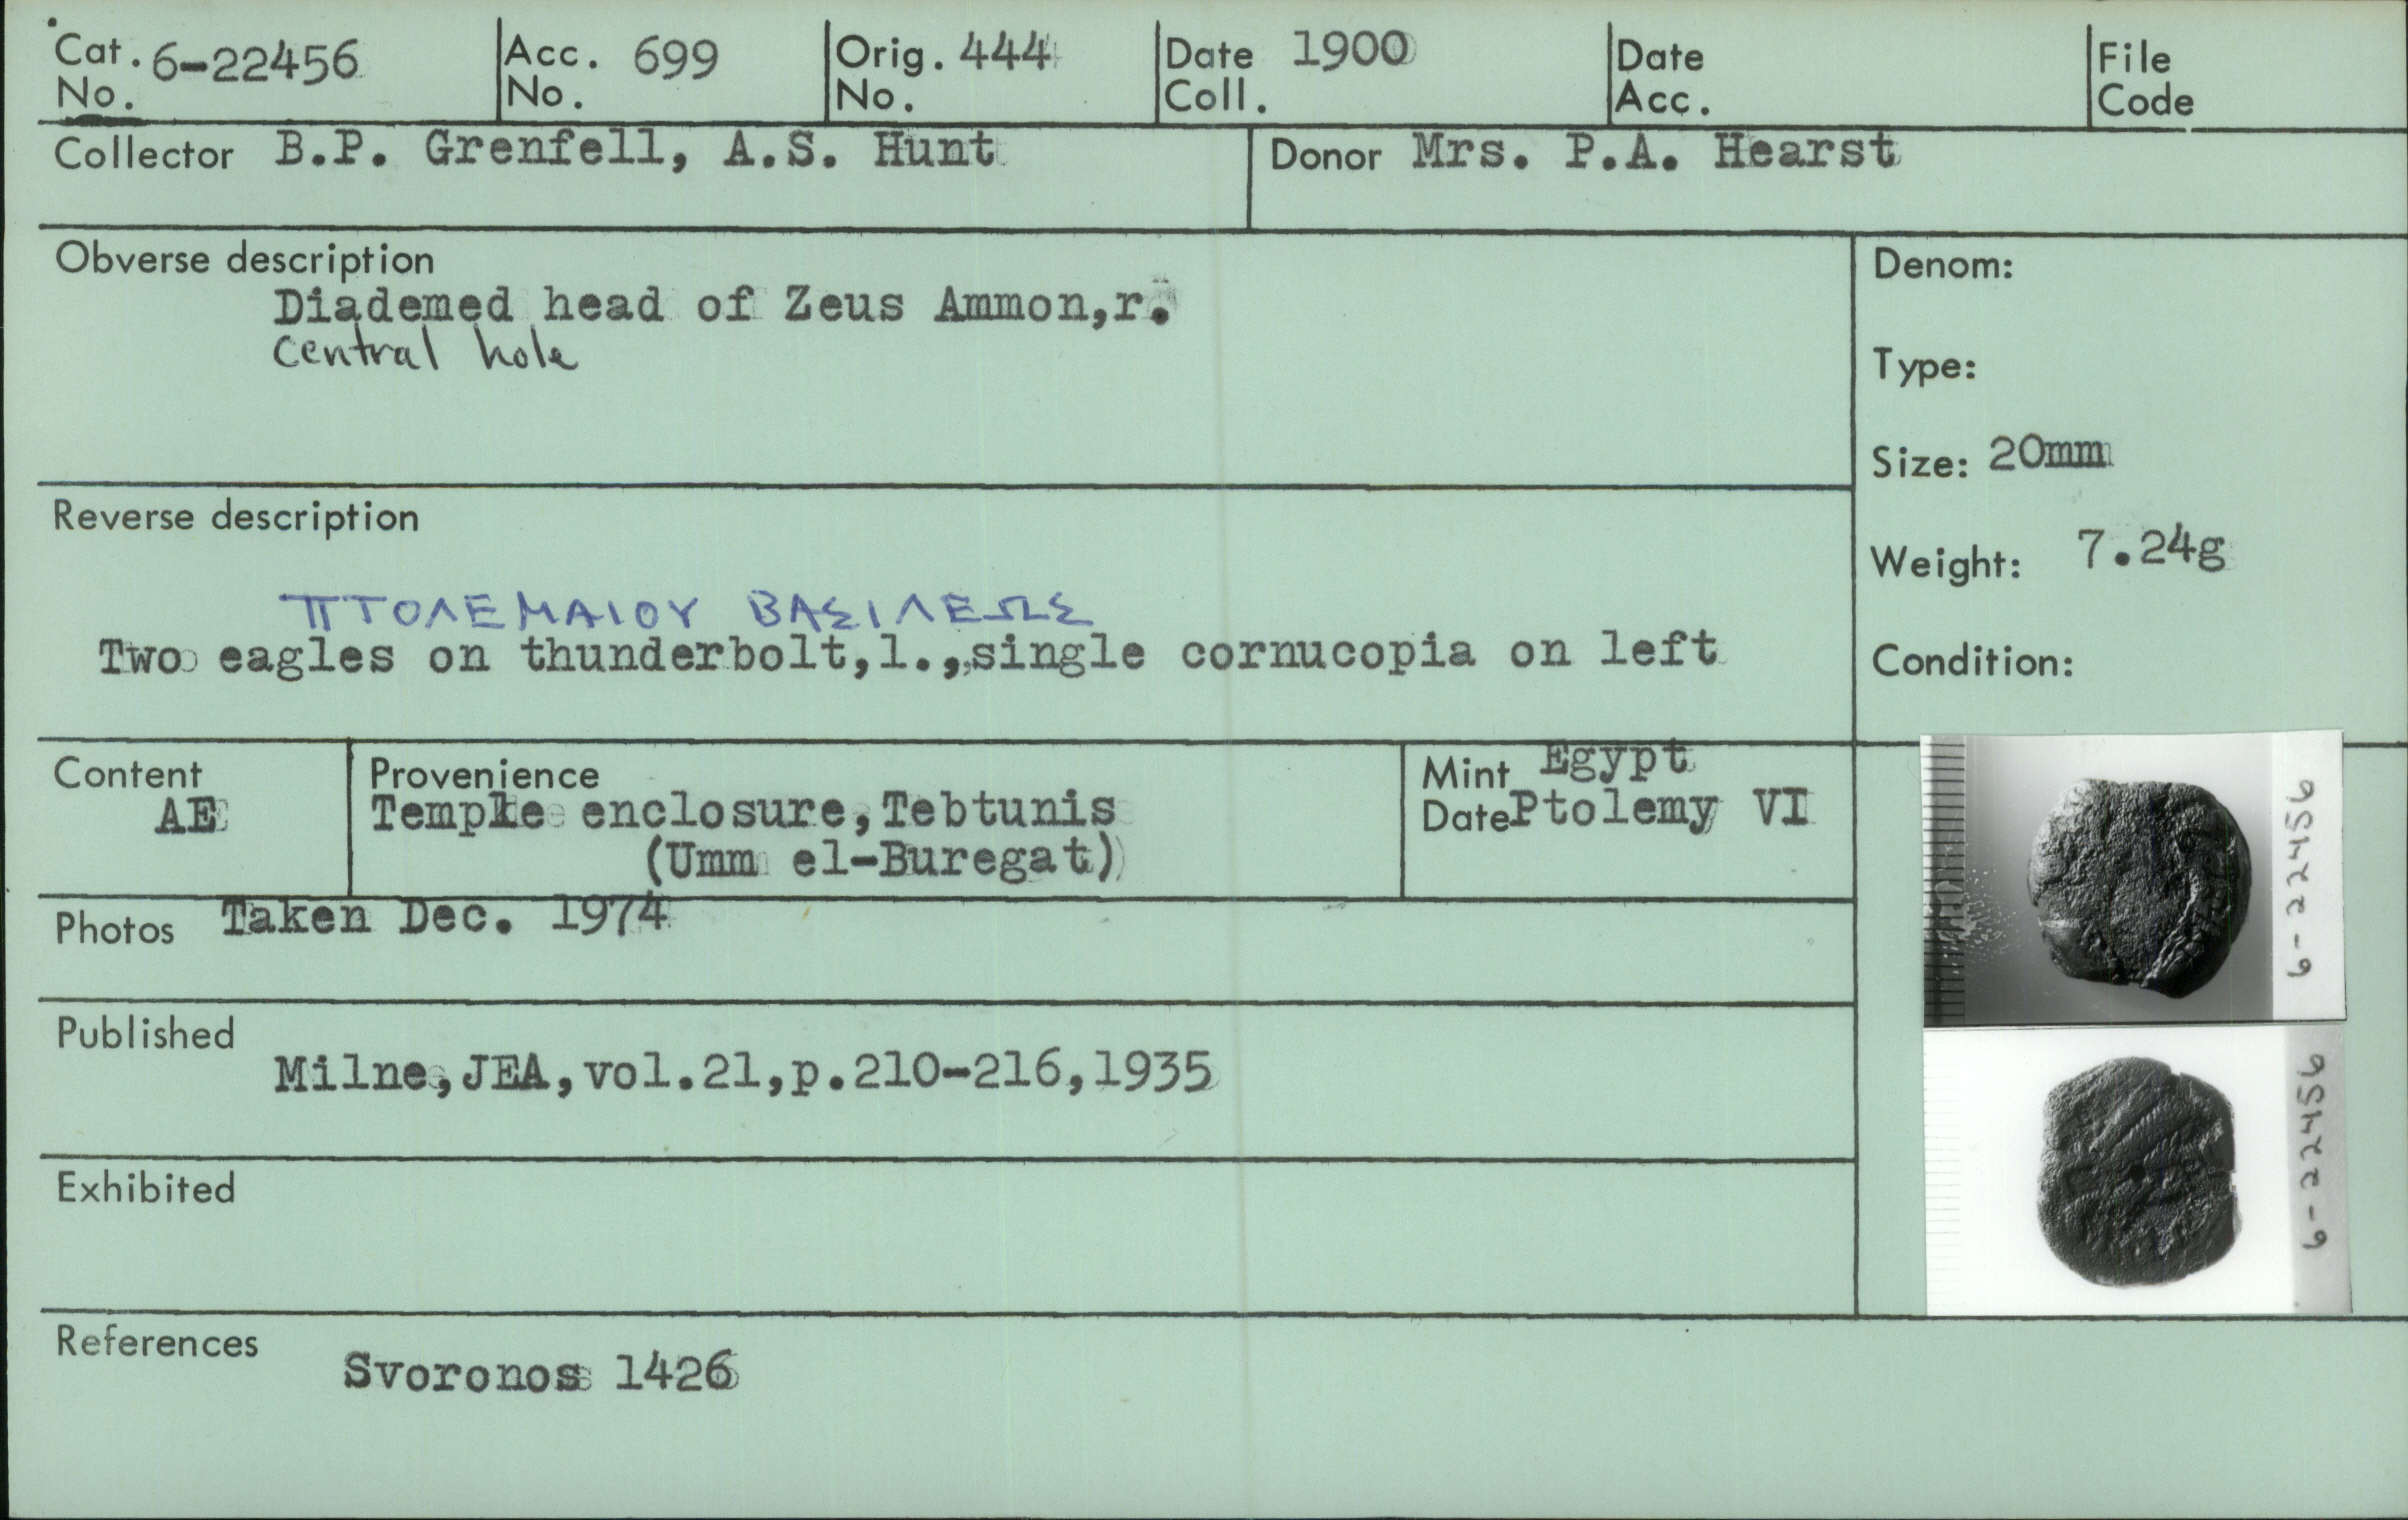 Cat. No. 6-22456
Acc. No. 699
Orig. No. 444
Date Coll. 1900
Date Acc.
File Code
Collector B.P. Grenfell, A.S. Hunt
Donor Mrs. P.A. Hearst
Obverse description
Diademed head of Zeus Ammon,r.
Central hole
Denom:
Type:
Size: 20mm
Weight: 7.24g
Condition:
Reverse description
ΠΤΟΛΕΜΑΙΟΥ ΒΑΣΙΛΕΩΣ
Two eagles on thunderbolt,l.,single cornucopia on left
Content
AE
Provenience
Temple enclosure,Tebtunis
(Umm el-Buregat)
Mint Egypt
Date Ptolemy VI
Photos Taken Dec. 1974
Published
Milne,JEA,vol.21,p.210-216,1935
Exhibited
References
Svoronos 1426
6-22456
6-22456